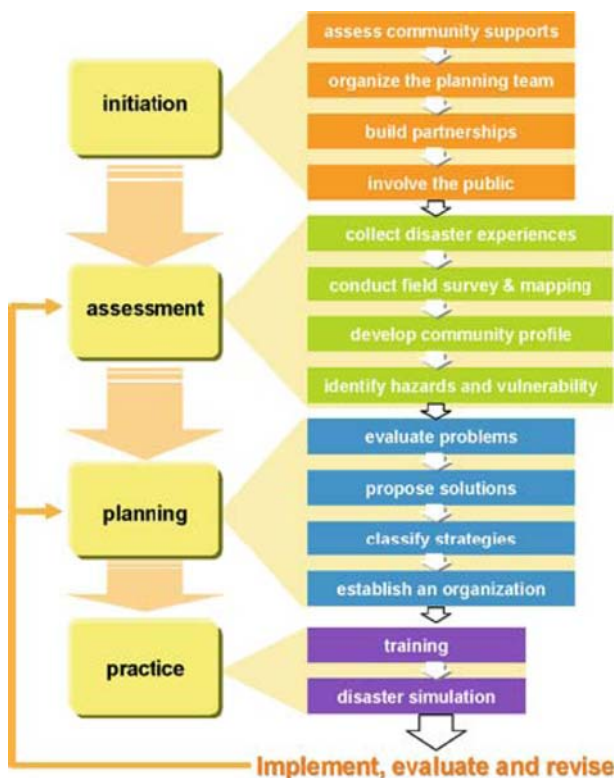 initiation
assess community supports
organize the planning team
build partnerships
involve the public
assessment
collect disaster experiences
conduct field survey & mapping
develop community profile
identify hazards and vulnerability
planning
evaluate problems
propose solutions
classify strategies
establish an organization
practice
training
disaster simulation
Implement, evaluate and revise